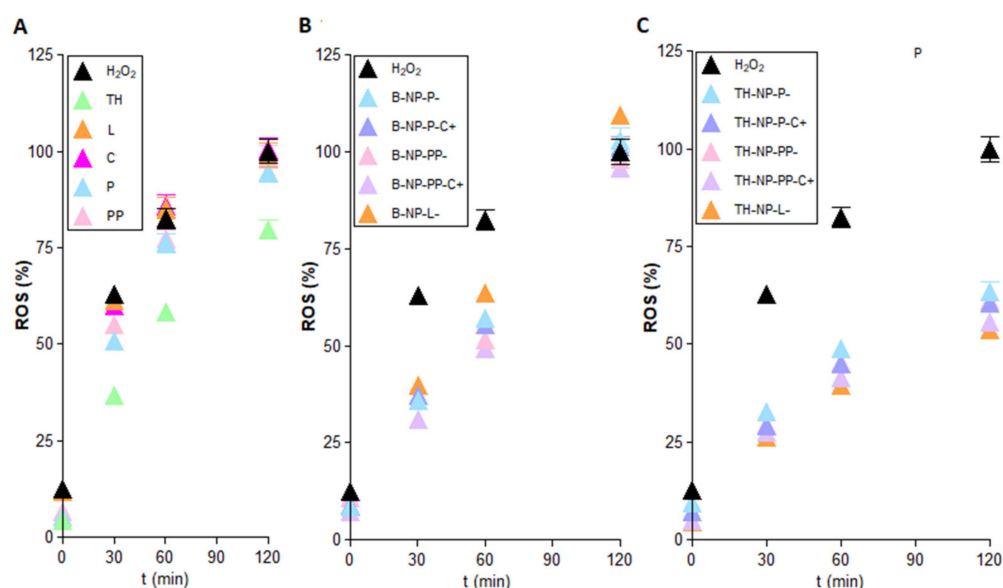 A
ROS (%)
125
100
75
50
25
0
H₂O₂
TH
L
C
P
PP
0 30 60 90 120
t (min)
B
ROS (%)
125
100
75
50
25
0
H₂O₂
B-NP-P-
B-NP-P-C+
B-NP-PP-
B-NP-PP-C+
B-NP-L-
0 30 60 90 120
t (min)
C
P
ROS (%)
125
100
75
50
25
0
H₂O₂
TH-NP-P-
TH-NP-P-C+
TH-NP-PP-
TH-NP-PP-C+
TH-NP-L-
0 30 60 90 120
t (min)